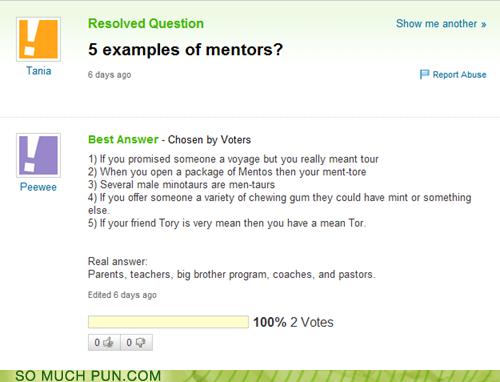 Resolved Question
Show me another »
5 examples of mentors?
Tania
6 days ago
Report Abuse
Best Answer - Chosen by Voters
1) If you promised someone a voyage but you really meant tour
2) When you open a package of Mentos then your ment-tore
3) Several male minotaurs are men-taurs
4) If you offer someone a variety of chewing gum they could have mint or something
else.
5) If your friend Tory is very mean then you have a mean Tor.
Peewee
Real answer:
Parents, teachers, big brother program, coaches, and pastors.
Edited 6 days ago
100% 2 Votes
0 0
SO MUCH PUN.COM